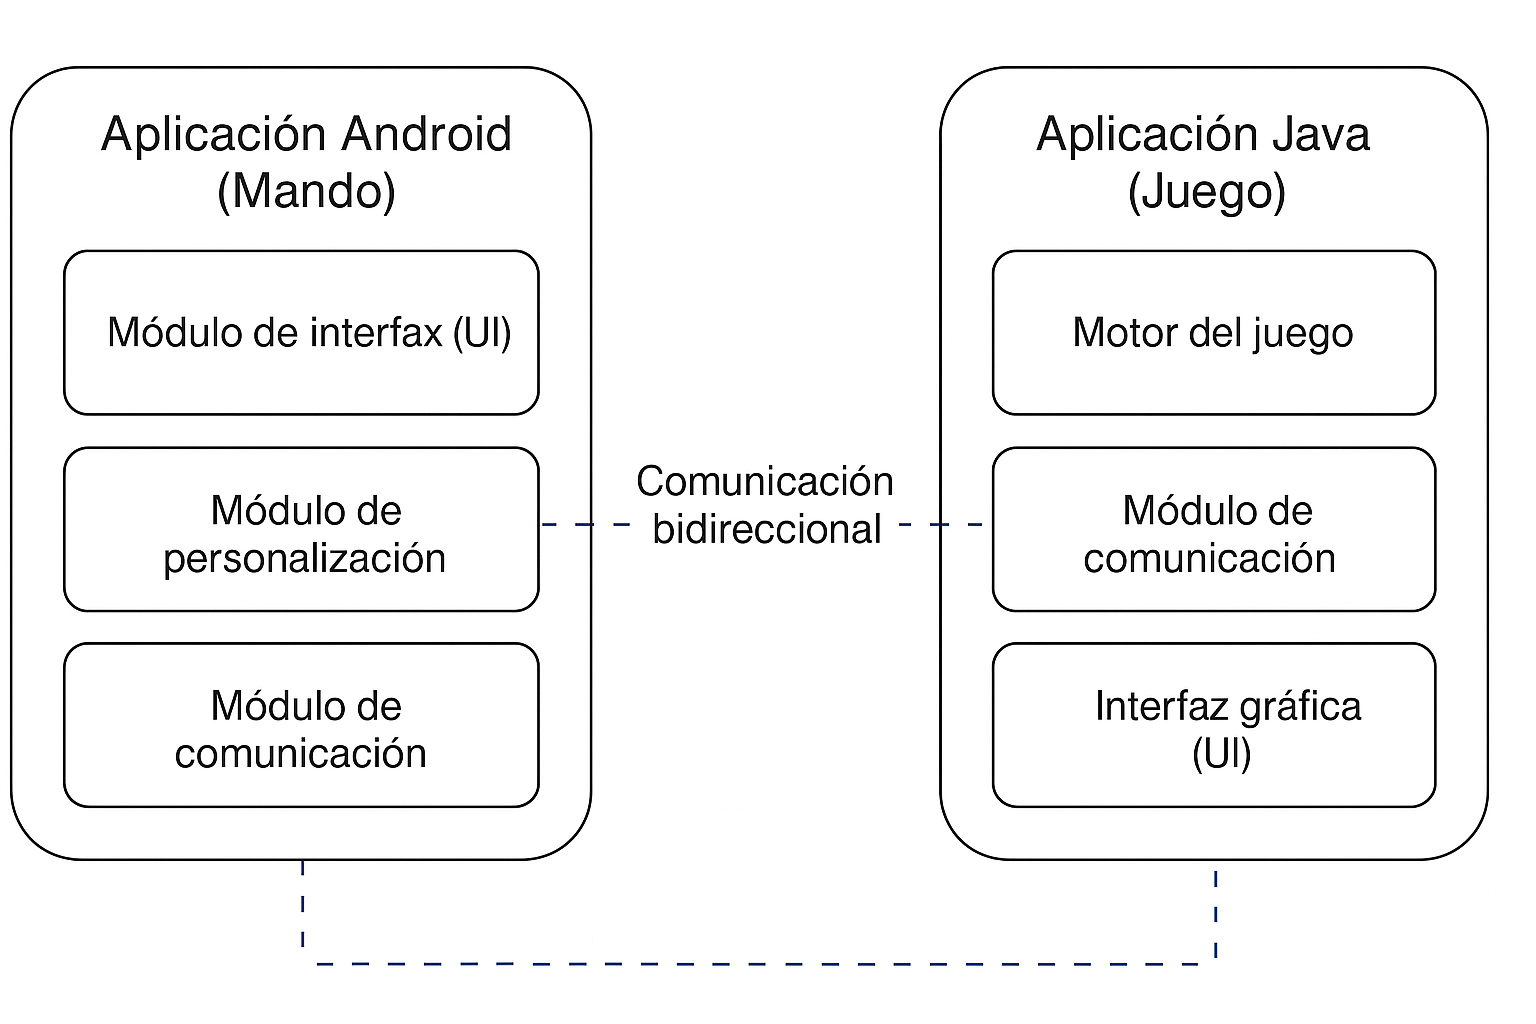 Aplicación Android
(Mando)
Módulo de interfax (UI)
Módulo de
personalización
Módulo de
comunicación
Comunicación
bidireccional
Aplicación Java
(Juego)
Motor del juego
Módulo de
comunicación
Interfaz gráfica
(UI)